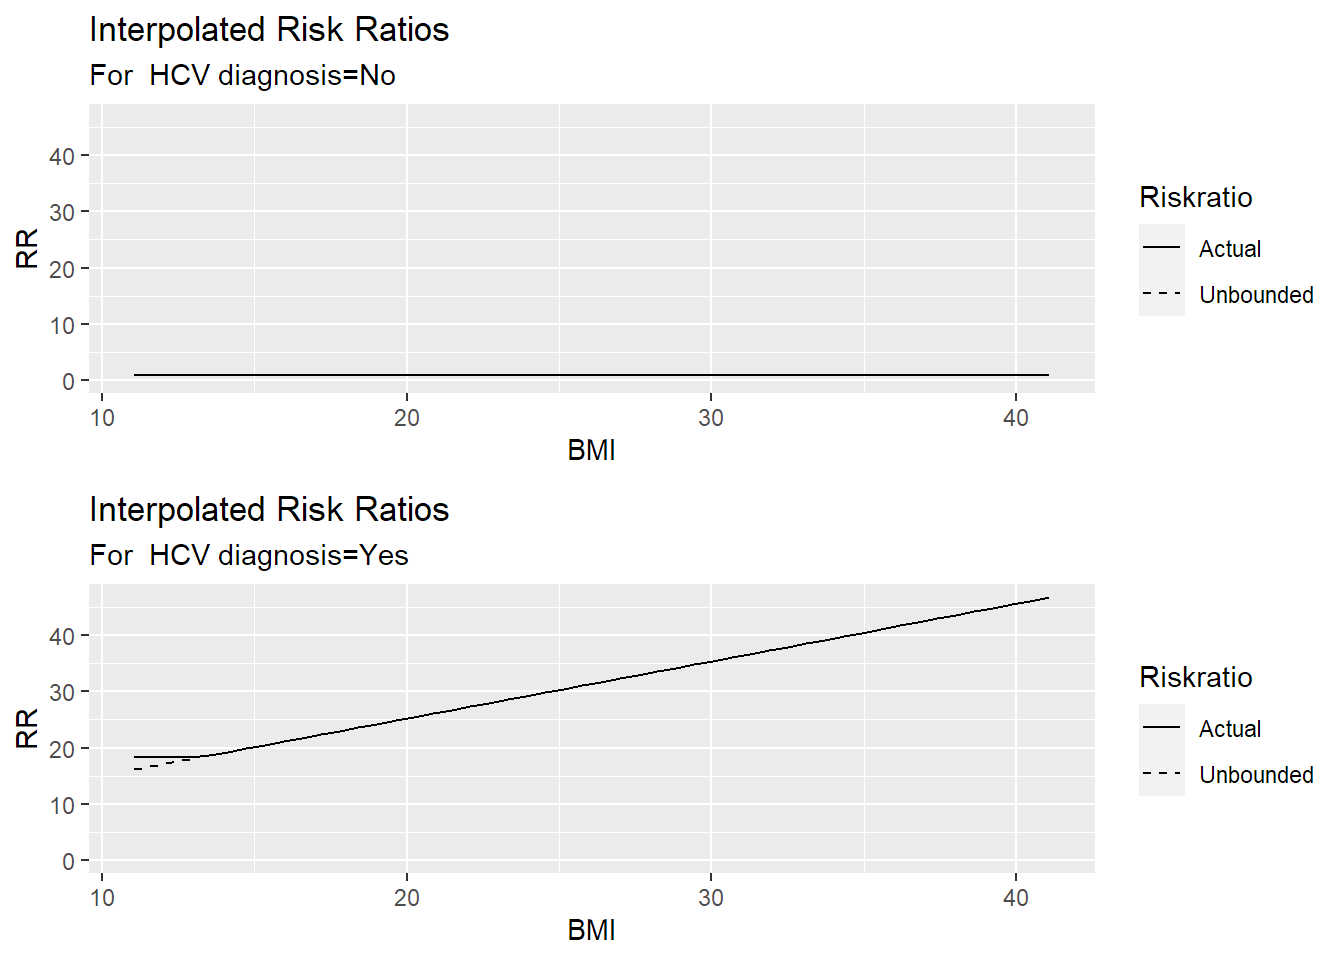 Interpolated Risk Ratios
For  HCV diagnosis=No
40
30
20
10
0
RR
10 20 30 40
BMI
Riskratio
Actual
Unbounded
Interpolated Risk Ratios
For  HCV diagnosis=Yes
40
30
20
10
0
RR
10 20 30 40
BMI
Riskratio
Actual
Unbounded